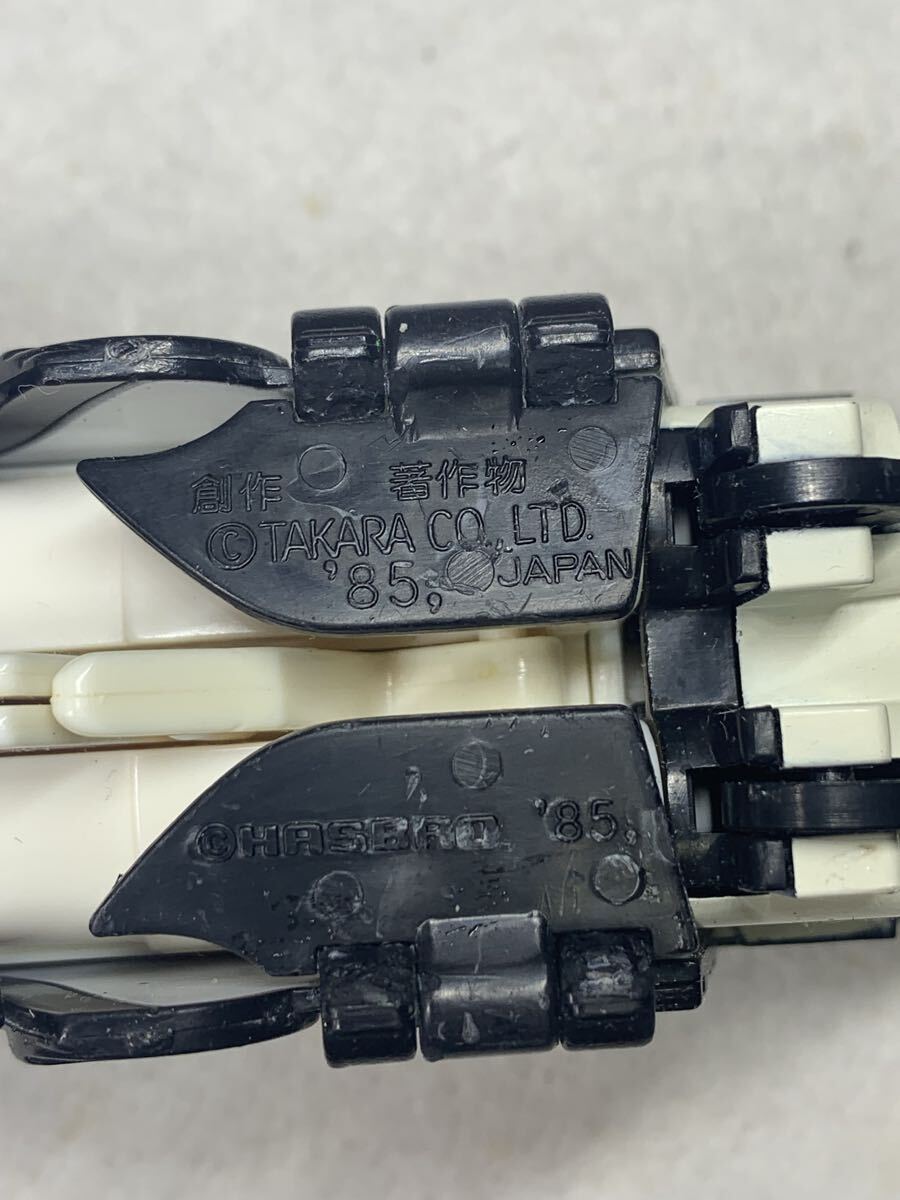 創作 著作物
©TAKARA CO., LTD.
'85, JAPAN
©HASBRO '85,